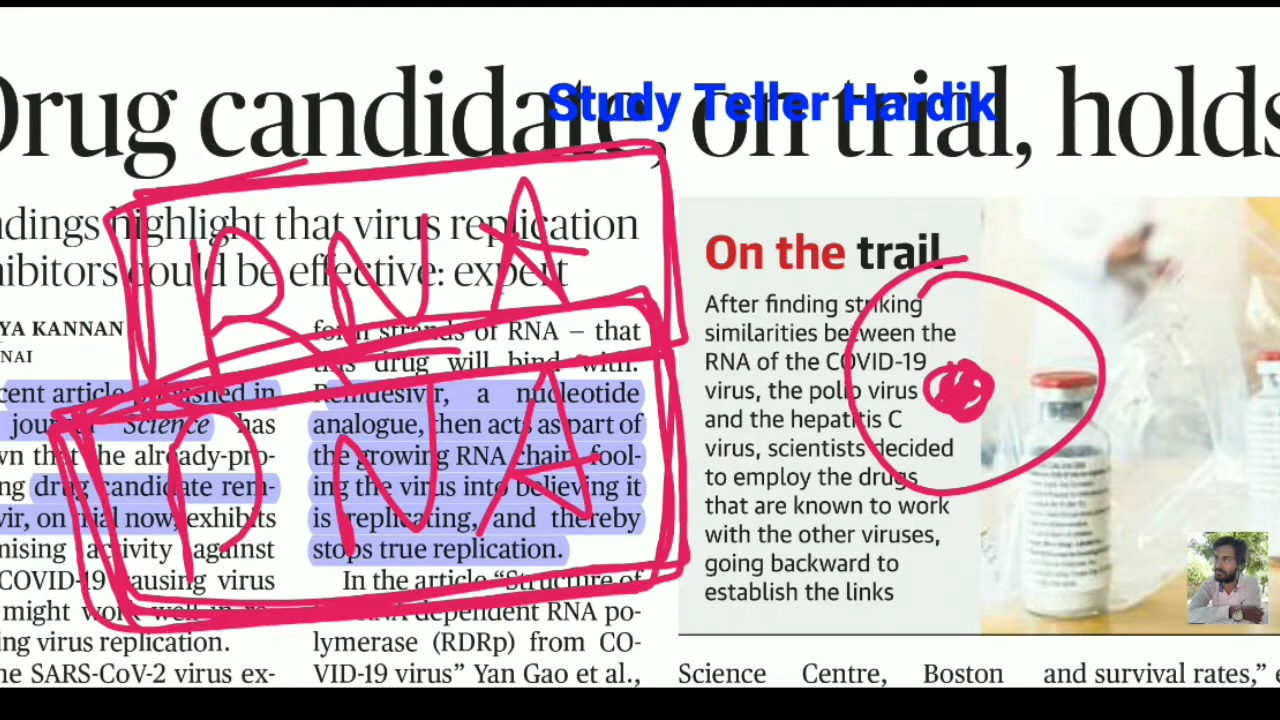 Drug candidate, on trial, holds
Study Teller Hardik
ndings highlight that virus replication
hibitors could be effective: expert
YA KANNAN
NAI
cent article published in
journal Science has
wn that the already-pro-
ng drug candidate rem-
vir, on trial now, exhibits
mising activity against
COVID-19 causing virus
might work well in
ing virus replication.
he SARS-CoV-2 virus ex-
form strands of RNA – that
this drug will bind with.
Remdesivir, a nucleotide
analogue, then acts as part of
the growing RNA chain, fool-
ing the virus into believing it
is replicating, and thereby
stops true replication.
In the article “Structure of
RNA dependent RNA po-
lymerase (RDRp) from CO-
VID-19 virus” Yan Gao et al.,
RNA
DNA
On the trail
After finding striking
similarities between the
RNA of the COVID-19
virus, the polio virus
and the hepatitis C
virus, scientists decided
to employ the drugs
that are known to work
with the other viruses,
going backward to
establish the links
Science Centre, Boston
and survival rates,”